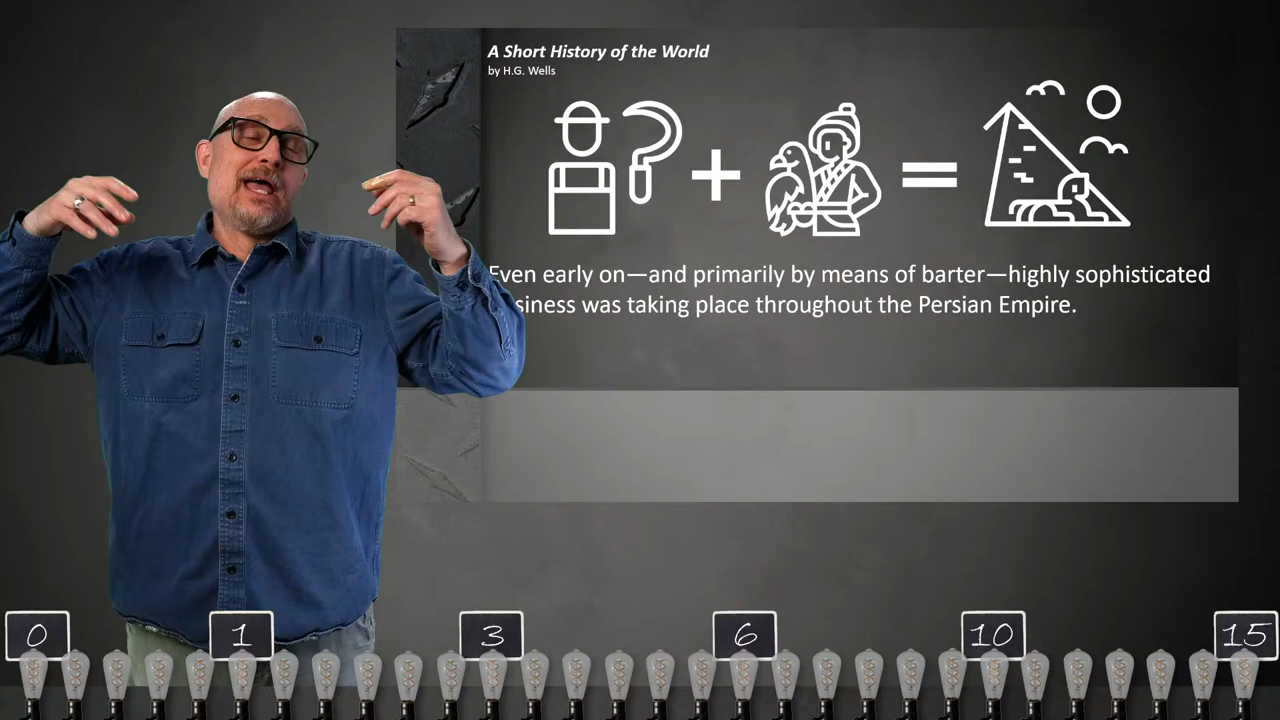 A Short History of the World
by H.G. Wells
+ =
Even early on—and primarily by means of barter—highly sophisticated
siness was taking place throughout the Persian Empire.
0 1 3 6 10 15